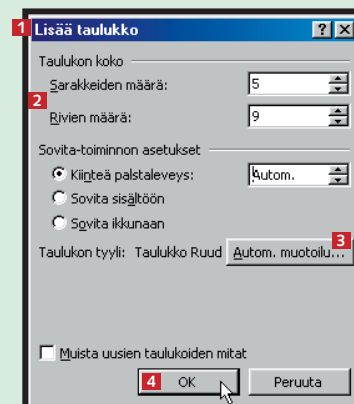 1 Lisää taulukko
Taulukon koko
Sarakkeiden määrä: 5
2
Rivien määrä: 9
Sovita-toiminnon asetukset
Kiinteä palstaleveys: Autom.
Sovita sisältöön
Sovita ikkunaan
3
Taulukon tyyli: Taulukko Ruud Autom. muotoilu...
Muista uusien taulukoiden mitat
4 OK Peruuta